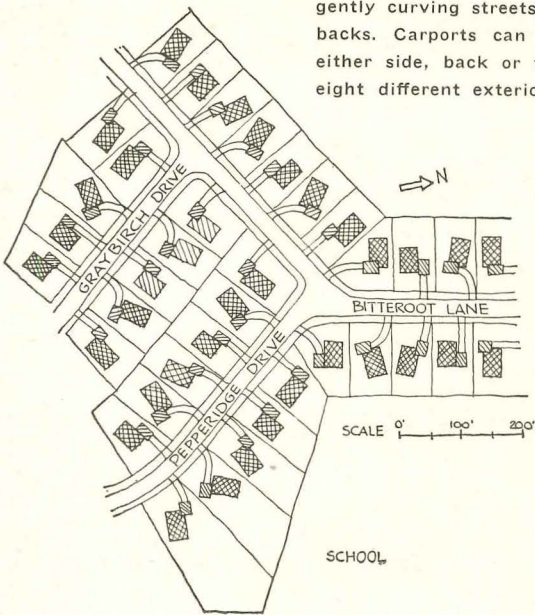 gently curving streets
backs. Carports can
either side, back or
eight different exterio
N
GRAYBIRCH DRIVE
BITTEROOT LANE
PEPPERIDGE DRIVE
SCALE 0' 100' 200'
SCHOOL